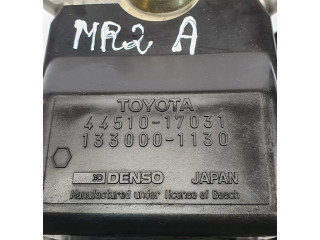 MR2 A
TOYOTA
44510-17031
133000-1130
DENSO JAPAN
Manufactured under license of Bosch